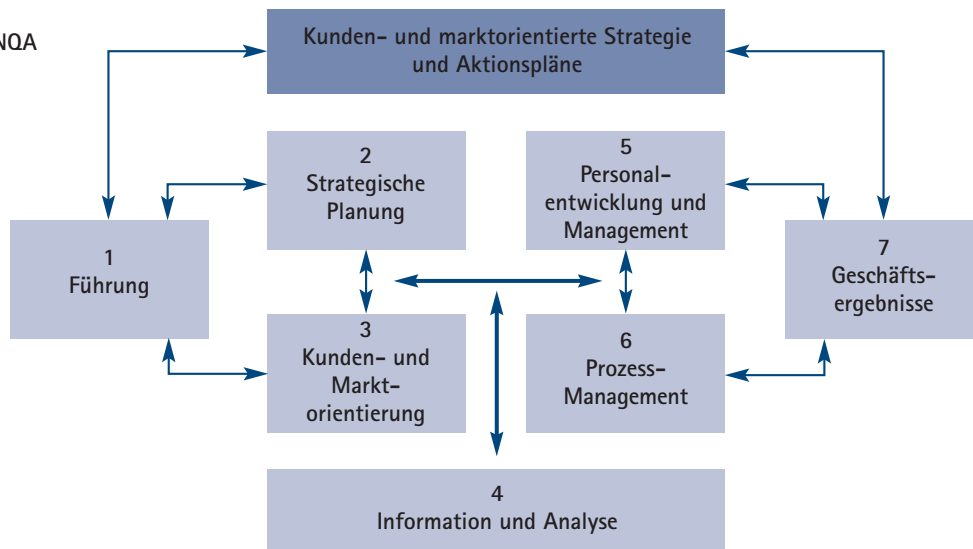 NQA
Kunden- und marktorientierte Strategie
und Aktionspläne
2
Strategische
Planung
5
Personal-
entwicklung und
Management
1
Führung
7
Geschäfts-
ergebnisse
3
Kunden- und
Markt-
orientierung
6
Prozess-
Management
4
Information und Analyse